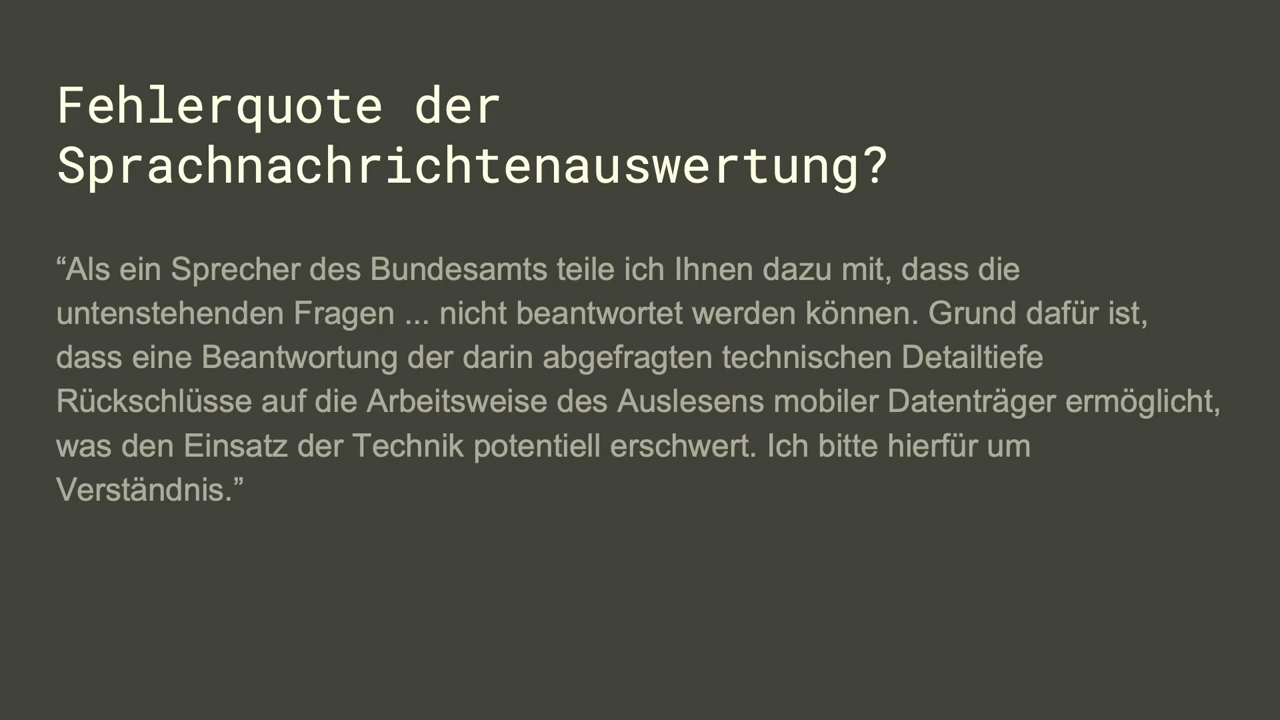 Fehlerquote der
Sprachnachrichtenauswertung?
“Als ein Sprecher des Bundesamts teile ich Ihnen dazu mit, dass die
untenstehenden Fragen ... nicht beantwortet werden können. Grund dafür ist,
dass eine Beantwortung der darin abgefragten technischen Detailtiefe
Rückschlüsse auf die Arbeitsweise des Auslesens mobiler Datenträger ermöglicht,
was den Einsatz der Technik potentiell erschwert. Ich bitte hierfür um
Verständnis.”